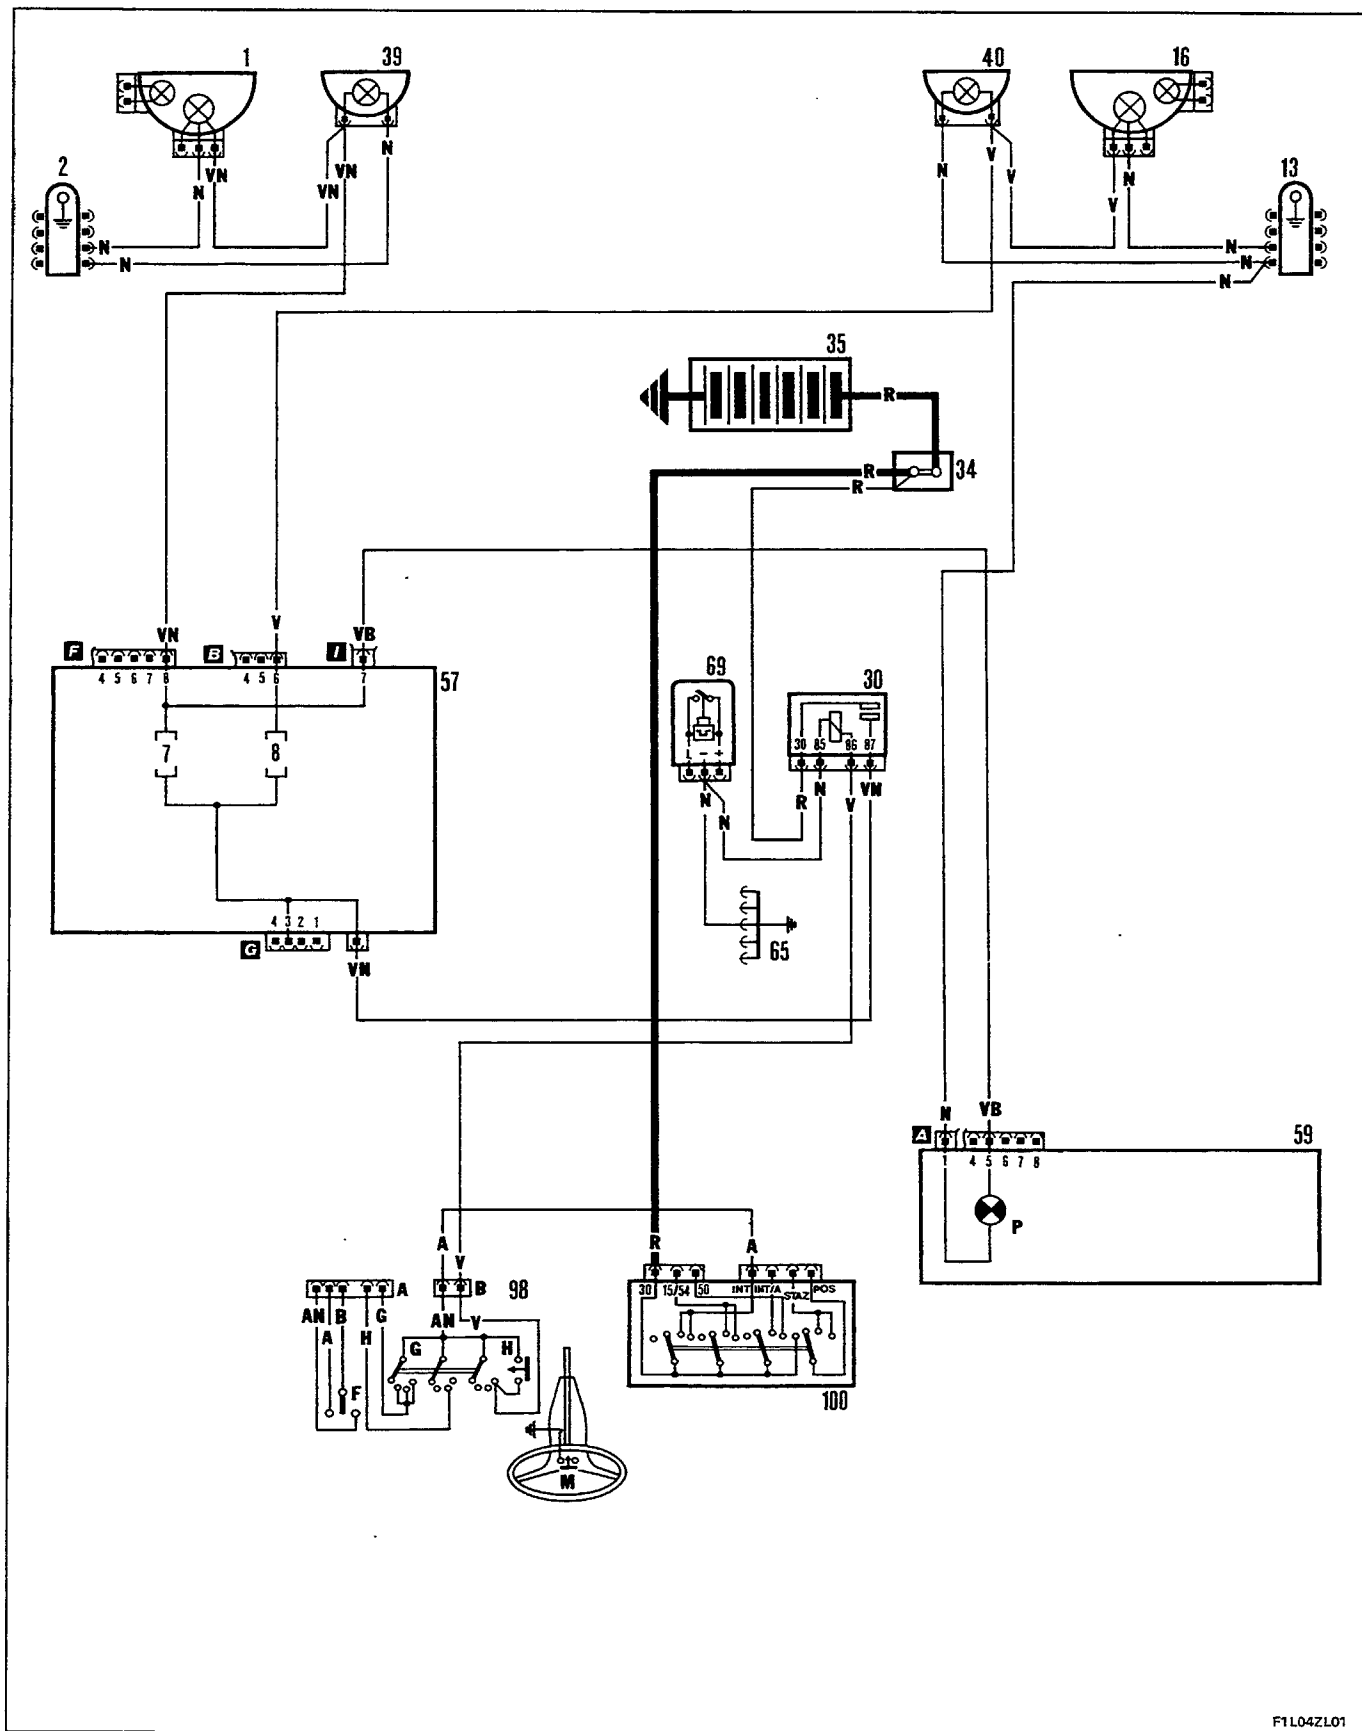 1
39
40
16
2
13
N
VN
VN
VN
N
N
V
V
V
N
N
N
N
N
N
35
R
34
R
R
VN
V
VB
F
B
I
4 5 6 7 8
4 5 6
7
57
7
8
69
30
L - +
30 85 86 87
N
N
R
N
V
VN
4 3 2 1
G
VN
65
N
VB
A
59
1
4 5 6 7 8
P
A
V
R
A
A
B
98
30
15/54
50
INT
INT/A
STAZ
POS
AN
A
B
H
G
AN
V
G
H
F
100
M
F1L04ZL01